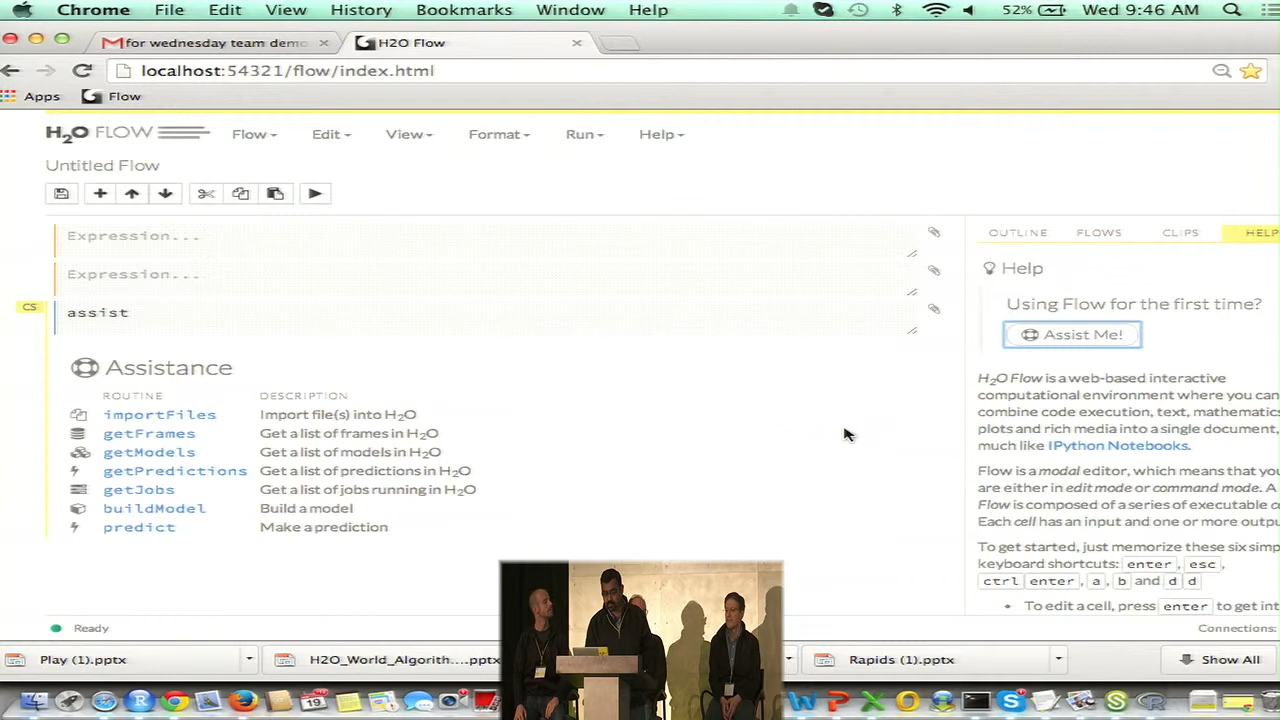 Chrome File Edit View History Bookmarks Window Help 52% Wed 9:46 AM
for wednesday team demo H2O Flow
localhost:54321/flow/index.html
Apps Flow
H2O FLOW Flow Edit View Format Run Help
Untitled Flow
Expression...
Expression...
CS assist
Assistance
ROUTINE DESCRIPTION
importFiles Import file(s) into H2O
getFrames Get a list of frames in H2O
getModels Get a list of models in H2O
getPredictions Get a list of predictions in H2O
getJobs Get a list of jobs running in H2O
buildModel Build a model
predict Make a prediction
OUTLINE FLOWS CLIPS HELP
Help
Using Flow for the first time?
Assist Me!
H2O Flow is a web-based interactive
computational environment where you can
combine code execution, text, mathematics
plots and rich media into a single document,
much like IPython Notebooks.
Flow is a modal editor, which means that you
are either in edit mode or command mode. A
Flow is composed of a series of executable
Each cell has an input and one or more
To get started, just memorize these six
keyboard shortcuts: enter, esc,
ctrl enter, a, b and d d
• To edit a cell, press enter to get
Ready Connections:
Play (1).pptx H2O_World_Algorith....pptx Rapids (1).pptx Show All
19